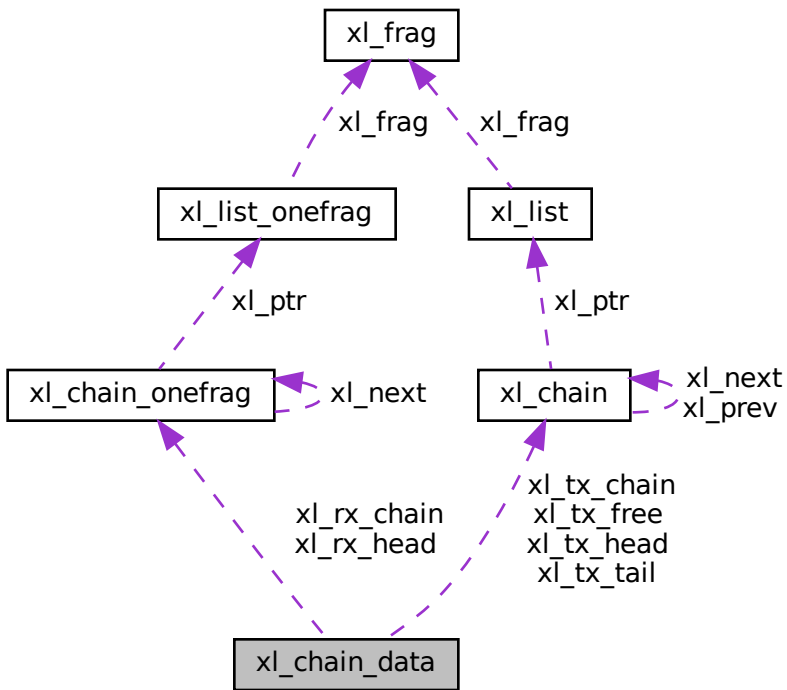 xl_frag
xl_frag
xl_frag
xl_list_onefrag
xl_list
xl_ptr
xl_ptr
xl_chain_onefrag
xl_next
xl_chain
xl_next
xl_prev
xl_rx_chain
xl_rx_head
xl_tx_chain
xl_tx_free
xl_tx_head
xl_tx_tail
xl_chain_data